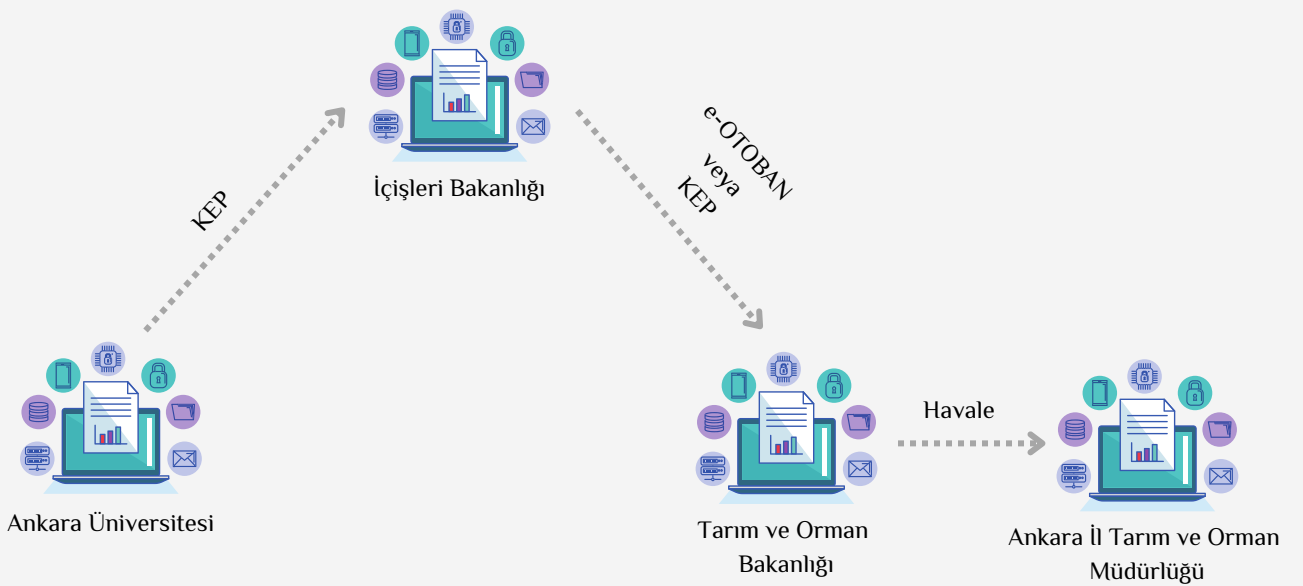 İçişleri Bakanlığı
KEP
e-OTOBAN
veya
KEP
Ankara Üniversitesi
Tarım ve Orman
Bakanlığı
Havale
Ankara İl Tarım ve Orman
Müdürlüğü